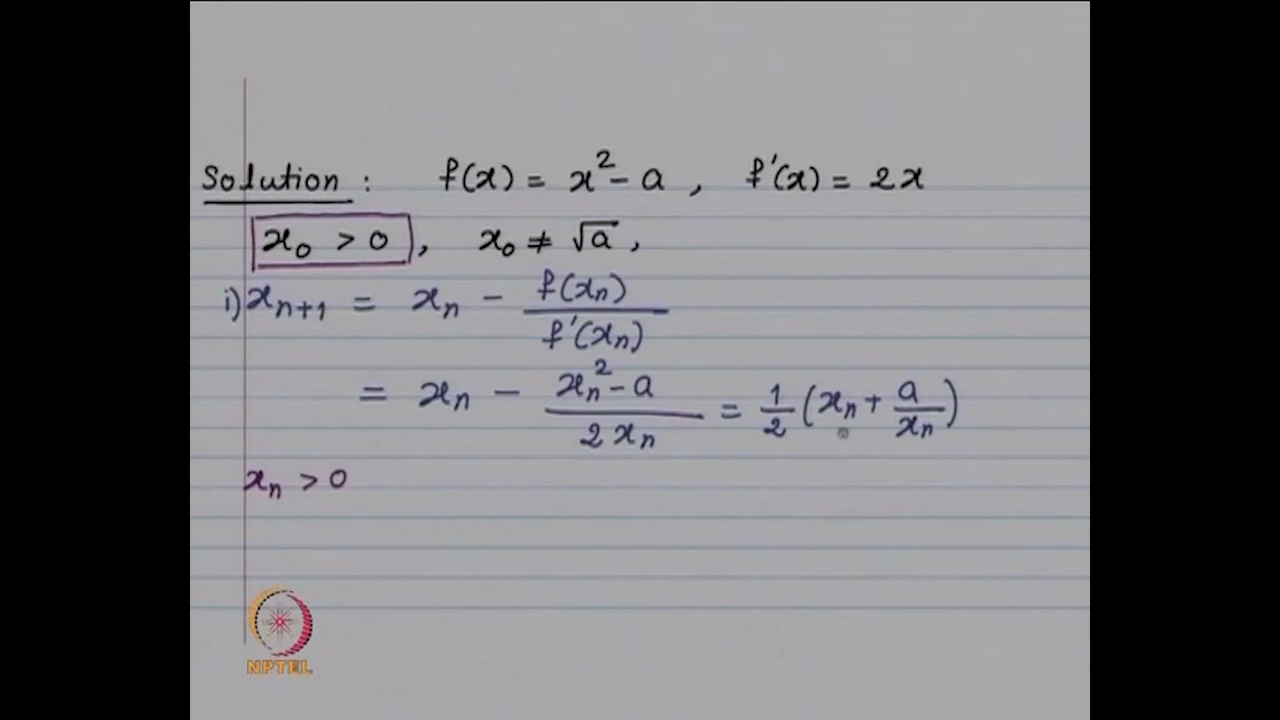 Solution : f(x) = x² - a , f'(x) = 2x
x₀ > 0 , x₀ ≠ √a ,
i) xₙ₊₁ = xₙ - f(xₙ) / f'(xₙ)
= xₙ - (xₙ² - a) / 2xₙ = 1/2 (xₙ + a/xₙ)
xₙ > 0
NPTEL